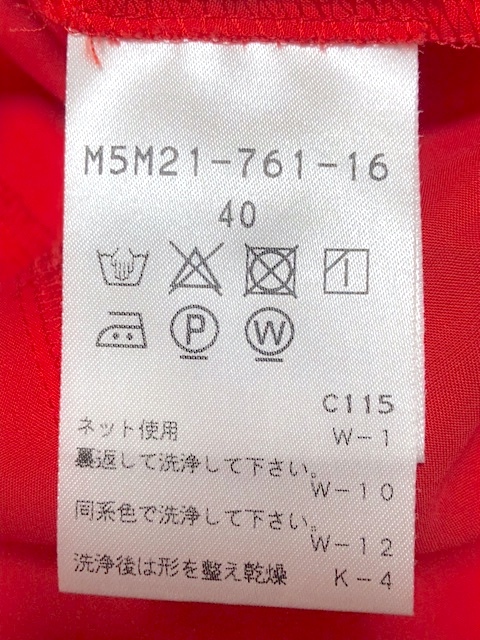 M5M21-761-16
40
P W
C115
ネット使用
W-1
裏返して洗浄して下さい。
W-10
同系色で洗浄して下さい。
W-12
洗浄後は形を整え乾燥 K-4